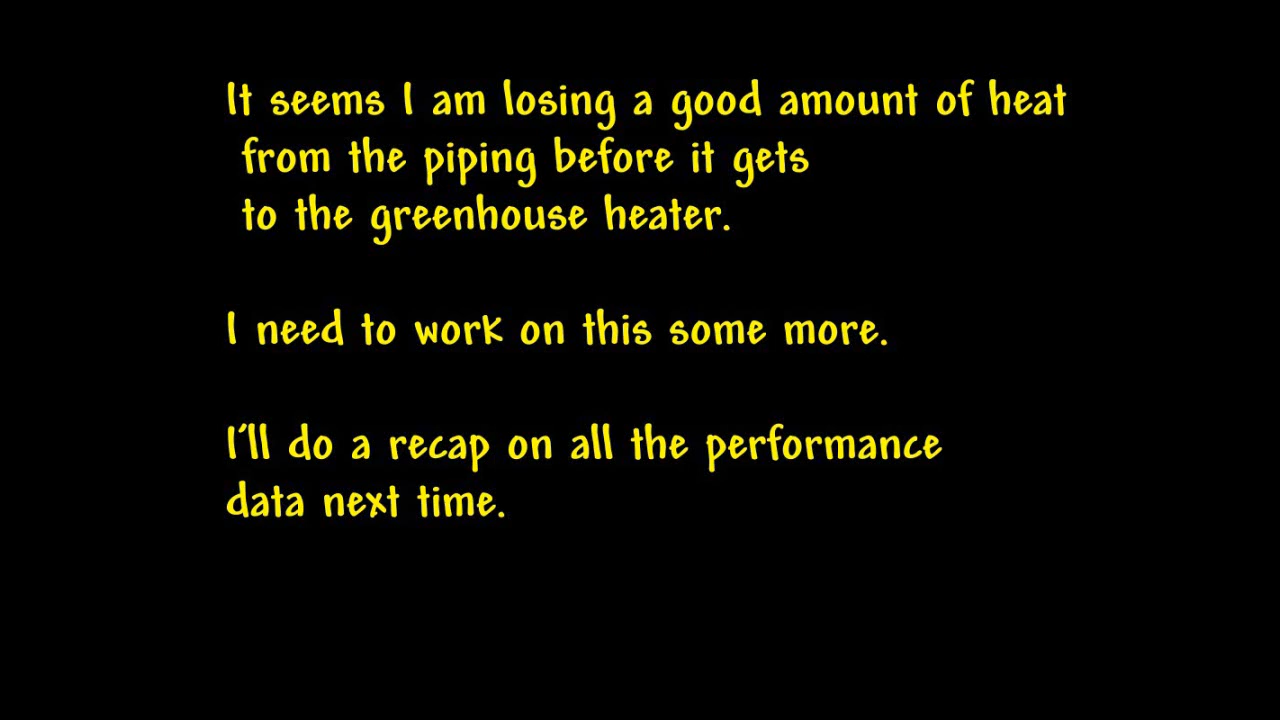 It seems I am losing a good amount of heat
from the piping before it gets
to the greenhouse heater.
I need to work on this some more.
I'll do a recap on all the performance
data next time.